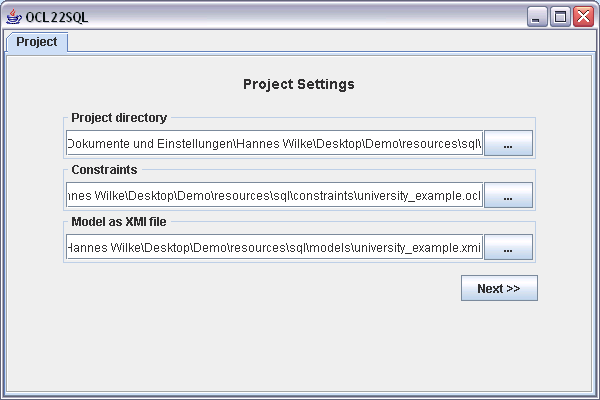 OCL22SQL
Project
Project Settings
Project directory
Dokumente und Einstellungen\Hannes Wilke\Desktop\Demo\resources\sql\
...
Constraints
nes Wilke\Desktop\Demo\resources\sql\constraints\university_example.ocl
...
Model as XMI file
Hannes Wilke\Desktop\Demo\resources\sql\models\university_example.xmi
...
Next >>